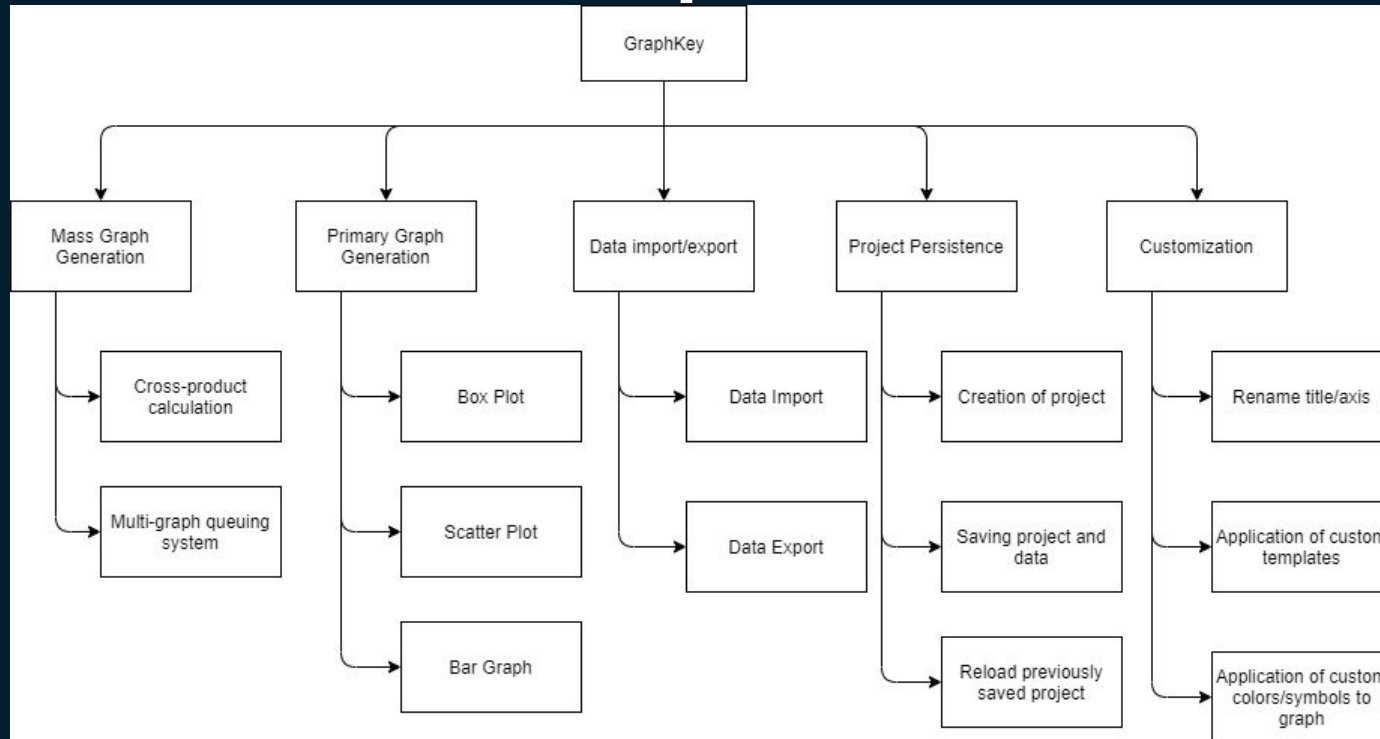 GraphKey
Mass Graph
Generation
Primary Graph
Generation
Data import/export
Project Persistence
Customization
Cross-product
calculation
Multi-graph queuing
system
Box Plot
Scatter Plot
Bar Graph
Data Import
Data Export
Creation of project
Saving project and
data
Reload previously
saved project
Rename title/axis
Application of custom
templates
Application of custom
colors/symbols to
graph